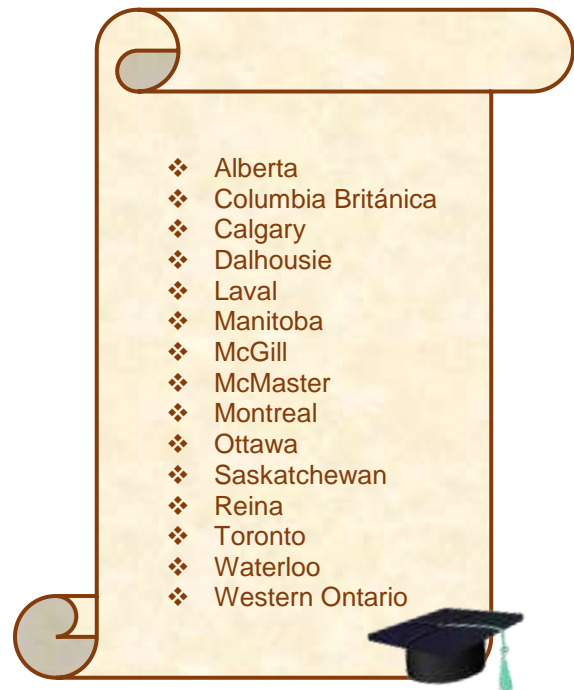 ❖ Alberta
❖ Columbia Británica
❖ Calgary
❖ Dalhousie
❖ Laval
❖ Manitoba
❖ McGill
❖ McMaster
❖ Montreal
❖ Ottawa
❖ Saskatchewan
❖ Reina
❖ Toronto
❖ Waterloo
❖ Western Ontario